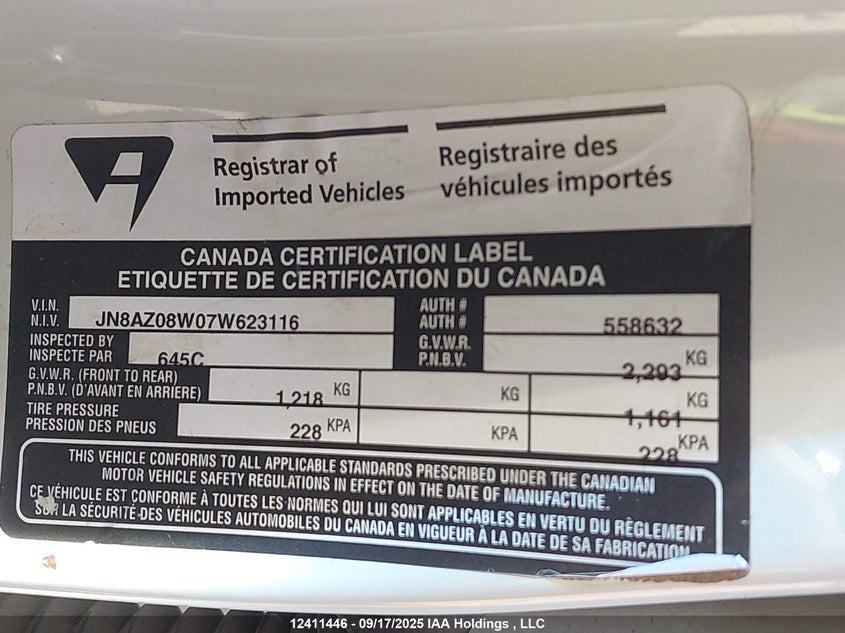 Registrar of
Imported Vehicles
Registraire des
véhicules importés
CANADA CERTIFICATION LABEL
ETIQUETTE DE CERTIFICATION DU CANADA
V.I.N.
N.I.V. JN8AZ08W07W623116
AUTH #
AUTH # 558632
INSPECTED BY
INSPECTE PAR 645C
G.V.W.R.
P.N.B.V. 2,293 KG
G.V.W.R. (FRONT TO REAR)
P.N.B.V. (D'AVANT EN ARRIERE) 1,218 KG KG 1,161 KG
TIRE PRESSURE
PRESSION DES PNEUS 228 KPA KPA 228 KPA
THIS VEHICLE CONFORMS TO ALL APPLICABLE STANDARDS PRESCRIBED UNDER THE CANADIAN
MOTOR VEHICLE SAFETY REGULATIONS IN EFFECT ON THE DATE OF MANUFACTURE.
CE VÉHICULE EST CONFORME À TOUTES LES NORMES QUI LUI SONT APPLICABLES EN VERTU DU RÈGLEMENT
SUR LA SÉCURITÉ DES VÉHICULES AUTOMOBILES DU CANADA EN VIGUEUR À LA DATE DE SA FABRICATION
12411446 - 09/17/2025 IAA Holdings , LLC